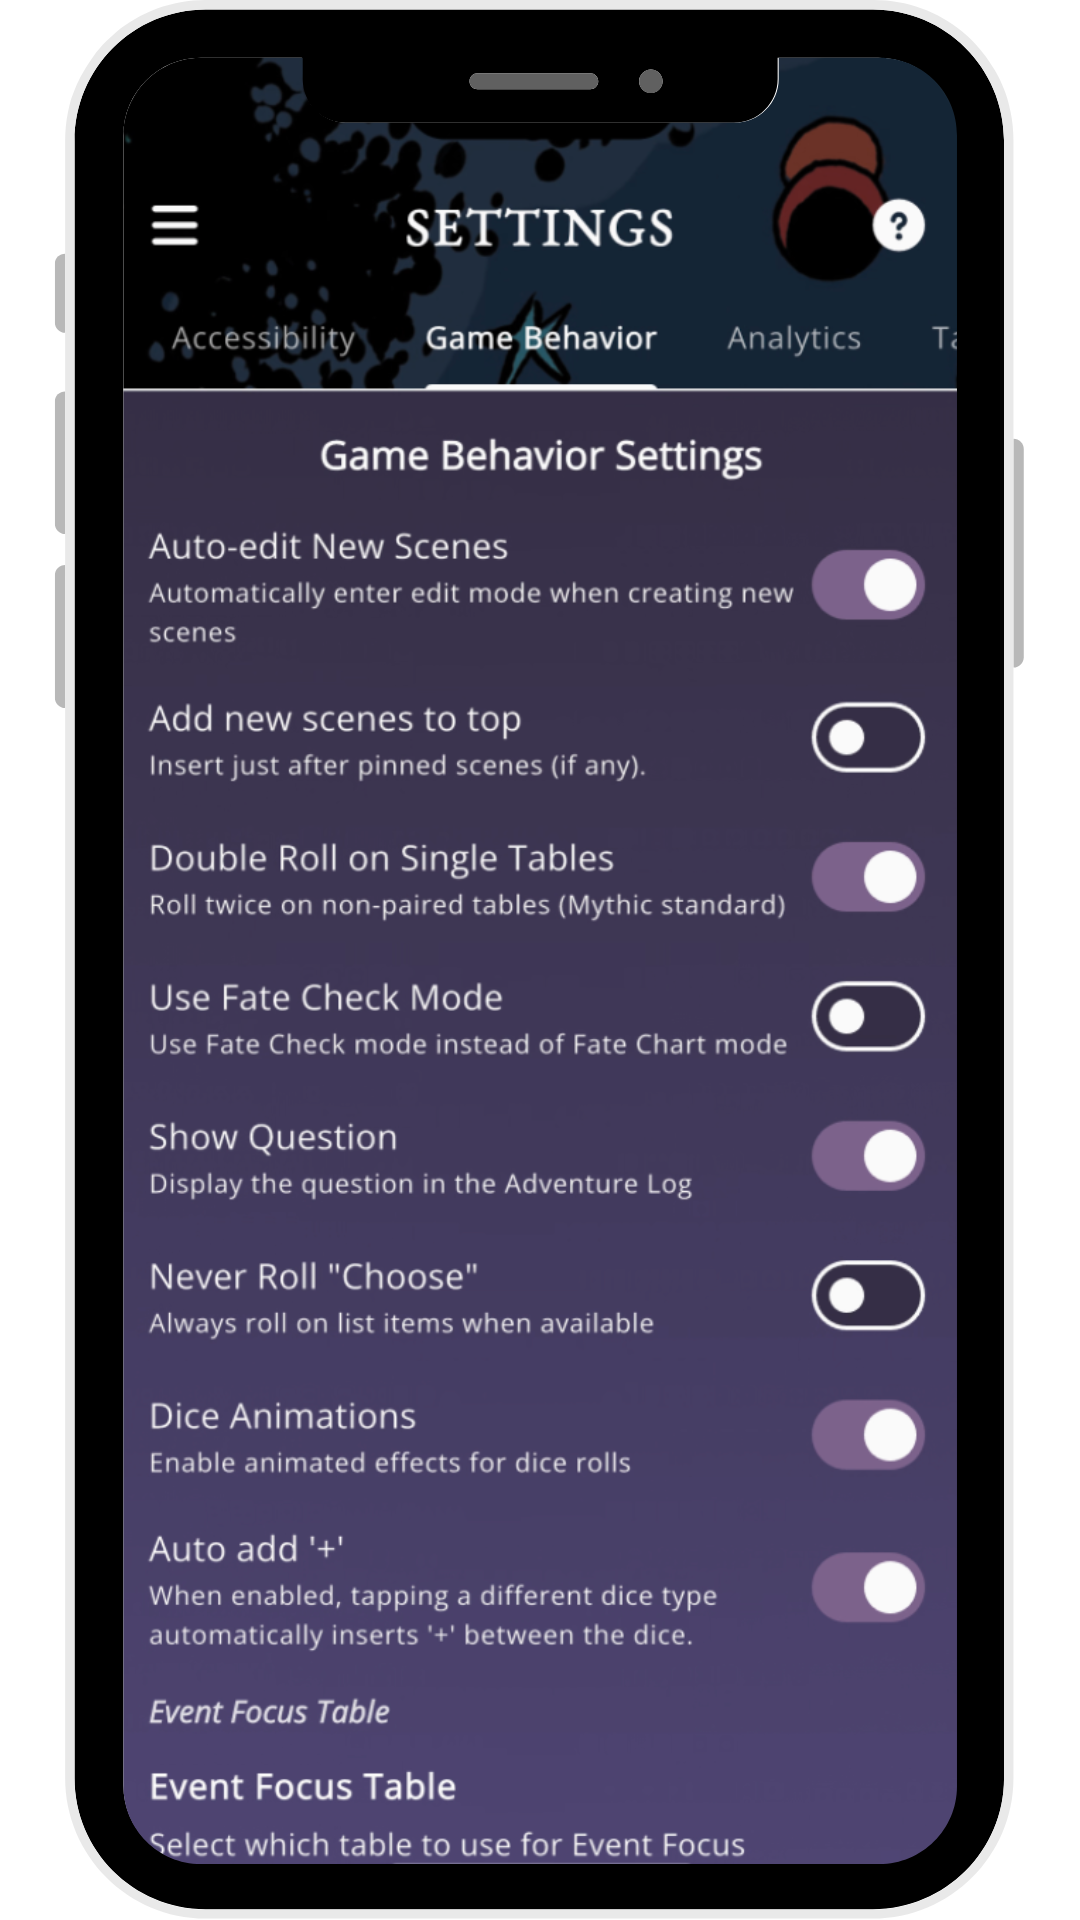 SETTINGS
?
Accessibility
Game Behavior
Analytics
Game Behavior Settings
Auto-edit New Scenes
Automatically enter edit mode when creating new
scenes
Add new scenes to top
Insert just after pinned scenes (if any).
Double Roll on Single Tables
Roll twice on non-paired tables (Mythic standard)
Use Fate Check Mode
Use Fate Check mode instead of Fate Chart mode
Show Question
Display the question in the Adventure Log
Never Roll "Choose"
Always roll on list items when available
Dice Animations
Enable animated effects for dice rolls
Auto add '+'
When enabled, tapping a different dice type
automatically inserts '+' between the dice.
Event Focus Table
Event Focus Table
Select which table to use for Event Focus